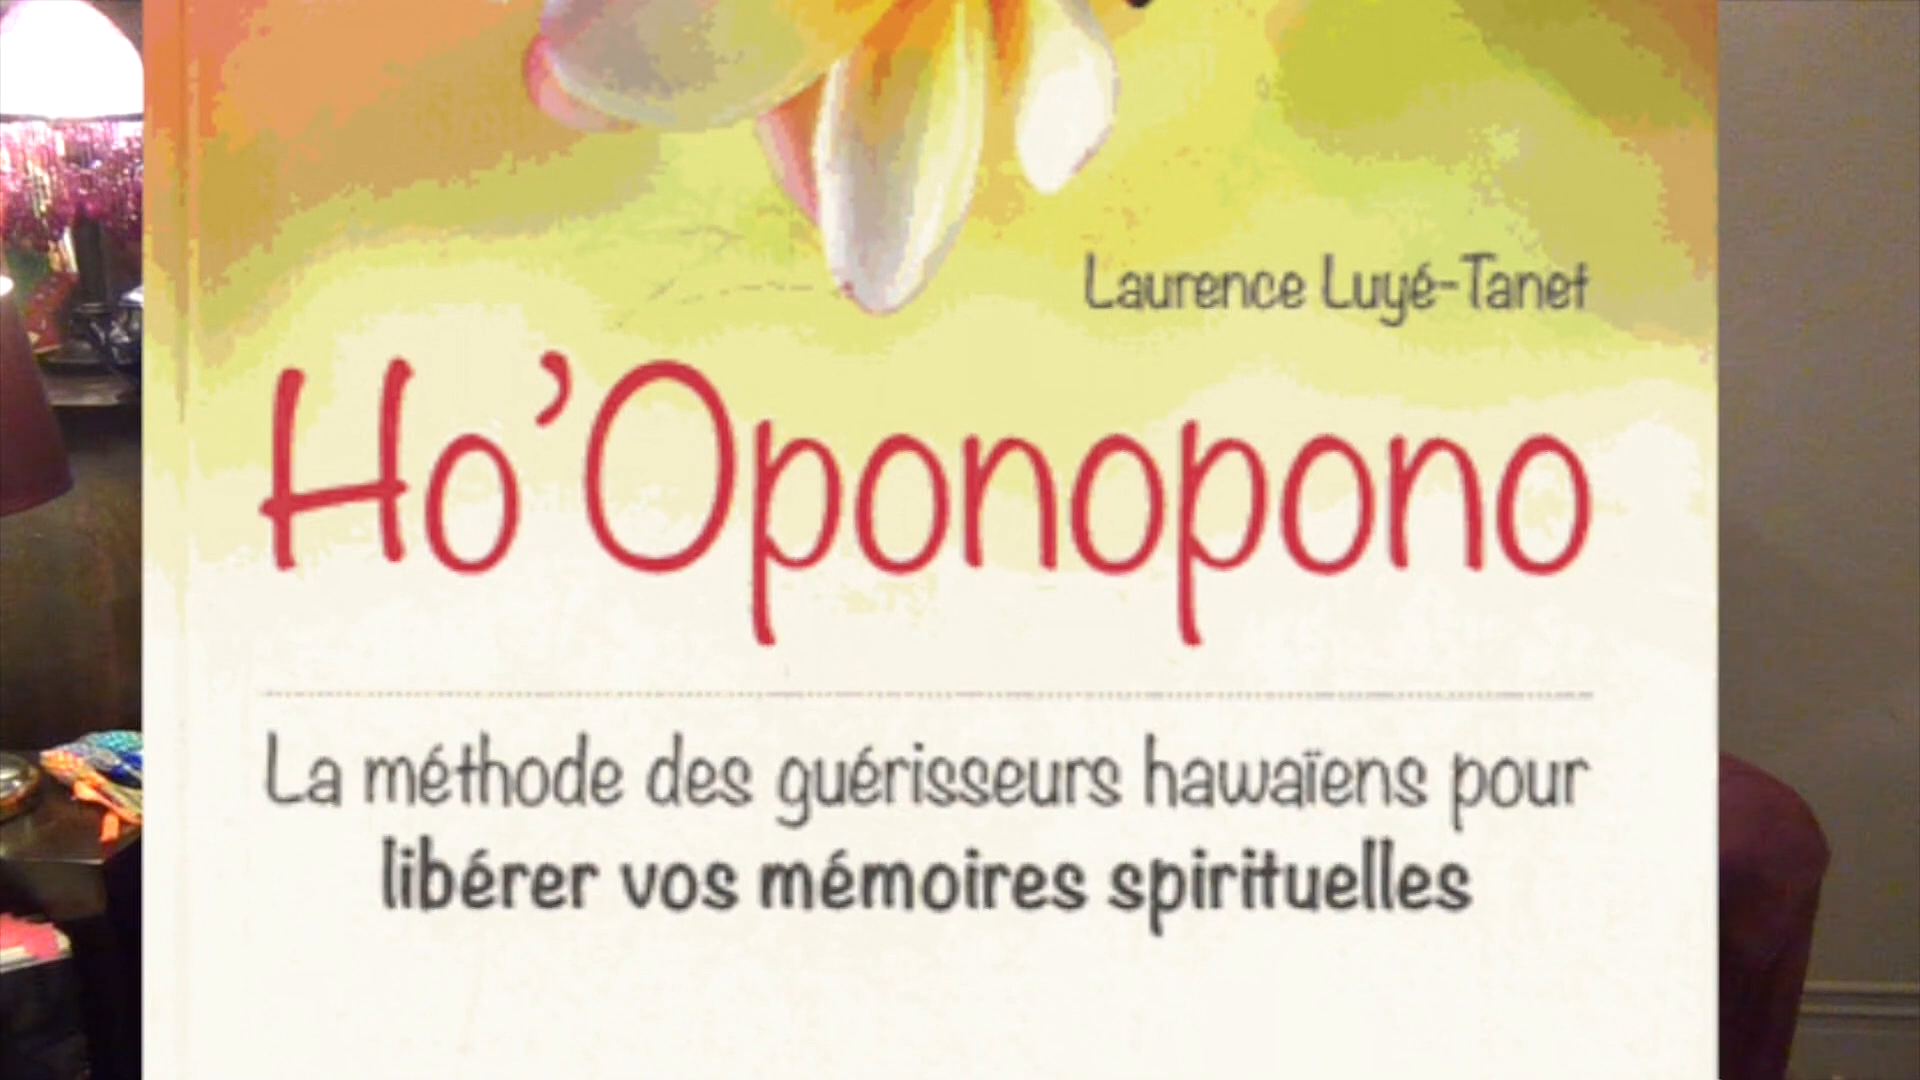 Laurence Luyé-Tanet
Ho’Oponopono
La méthode des guérisseurs hawaïens pour
libérer vos mémoires spirituelles